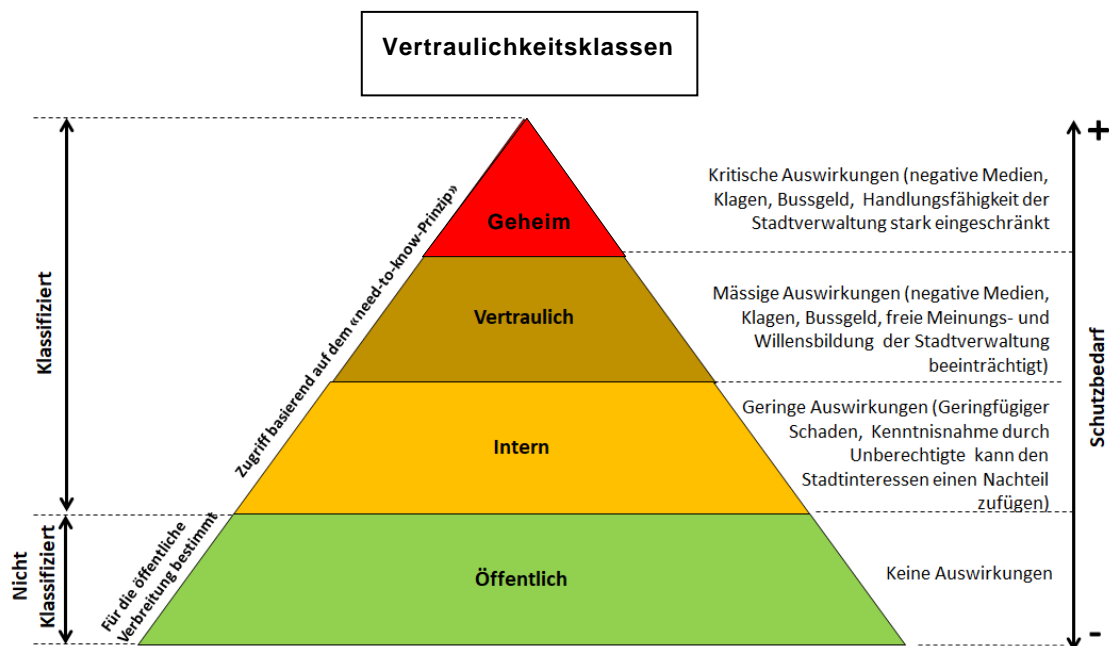 Vertraulichkeitsklassen
Klassifiziert
Zugriff basierend auf dem «need-to-know-Prinzip»
Geheim
Kritische Auswirkungen (negative Medien,
Klagen, Bussgeld, Handlungsfähigkeit der
Stadtverwaltung stark eingeschränkt
Vertraulich
Mässige Auswirkungen (negative Medien,
Klagen, Bussgeld, freie Meinungs- und
Willensbildung der Stadtverwaltung
beeinträchtigt)
Intern
Geringe Auswirkungen (Geringfügiger
Schaden, Kenntnisnahme durch
Unberechtigte kann den
Stadtinteressen einen Nachteil
zufügen)
Nicht
Klassifiziert
Für die öffentliche
Verbreitung bestimmt
Öffentlich
Keine Auswirkungen
+
Schutzbedarf
-